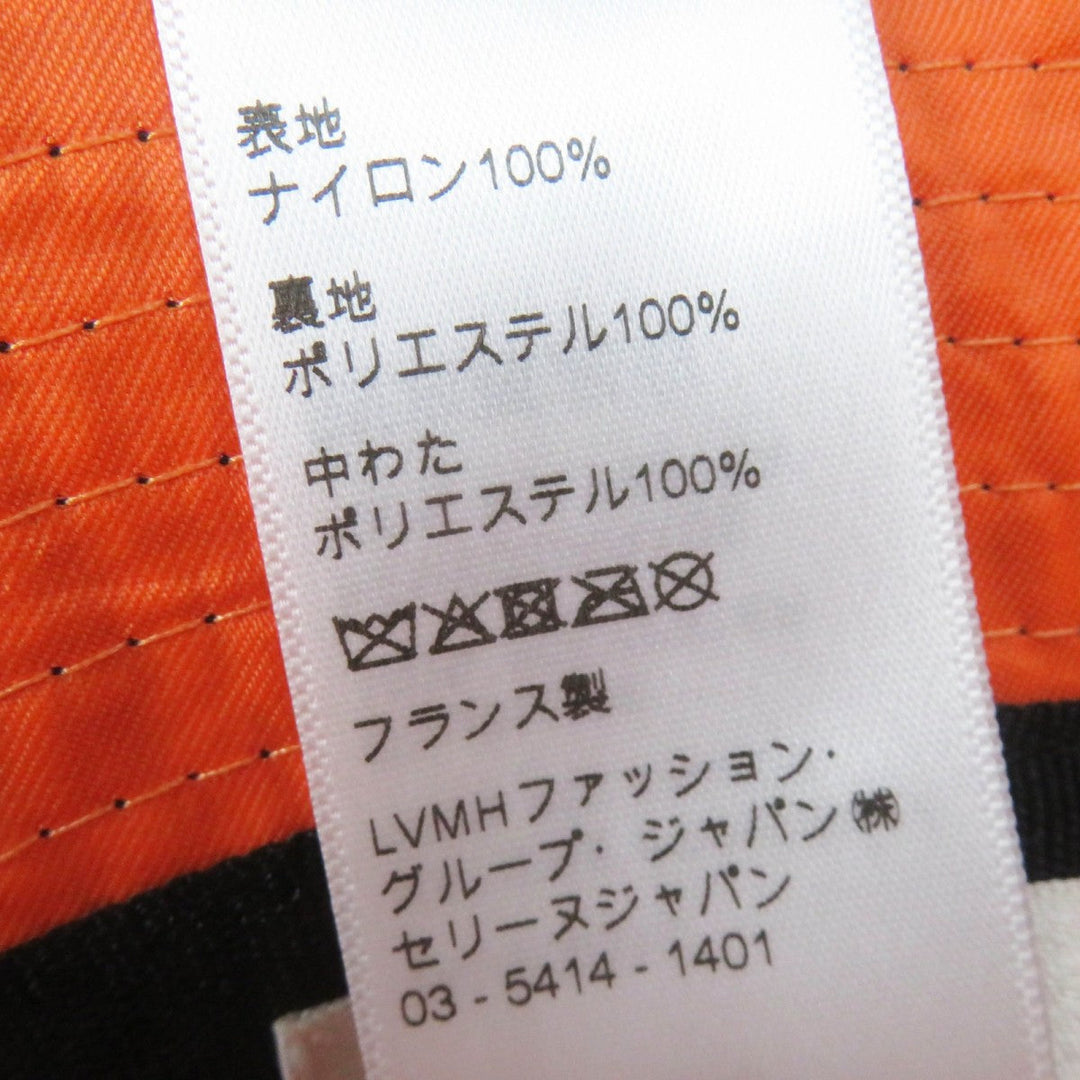 表地
ナイロン100%
裏地
ポリエステル100%
中わた
ポリエステル100%
フランス製
LVMHファッション・
グループ・ジャパン㈱
セリーヌジャパン
03 - 5414 - 1401